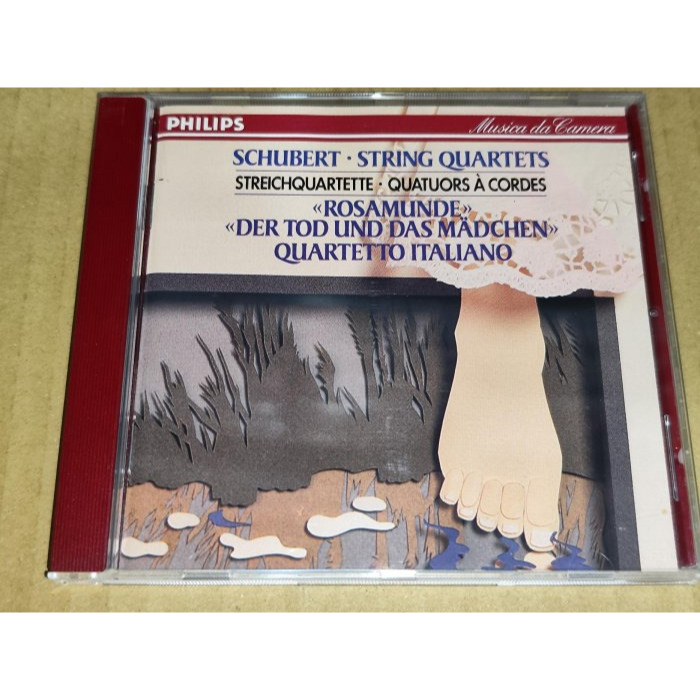 PHILIPS
Musica da Camera
SCHUBERT · STRING QUARTETS
STREICHQUARTETTE · QUATUORS À CORDES
«ROSAMUNDE»
«DER TOD UND DAS MÄDCHEN»
QUARTETTO ITALIANO